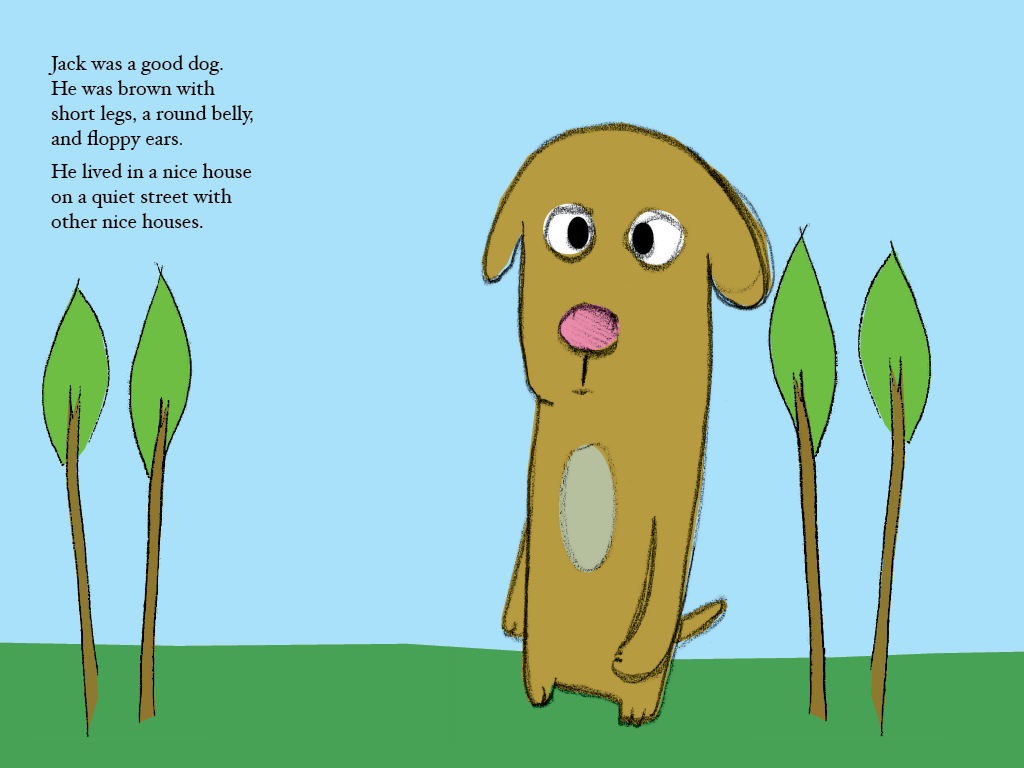 Jack was a good dog.
He was brown with
short legs, a round belly,
and floppy ears.
He lived in a nice house
on a quiet street with
other nice houses.